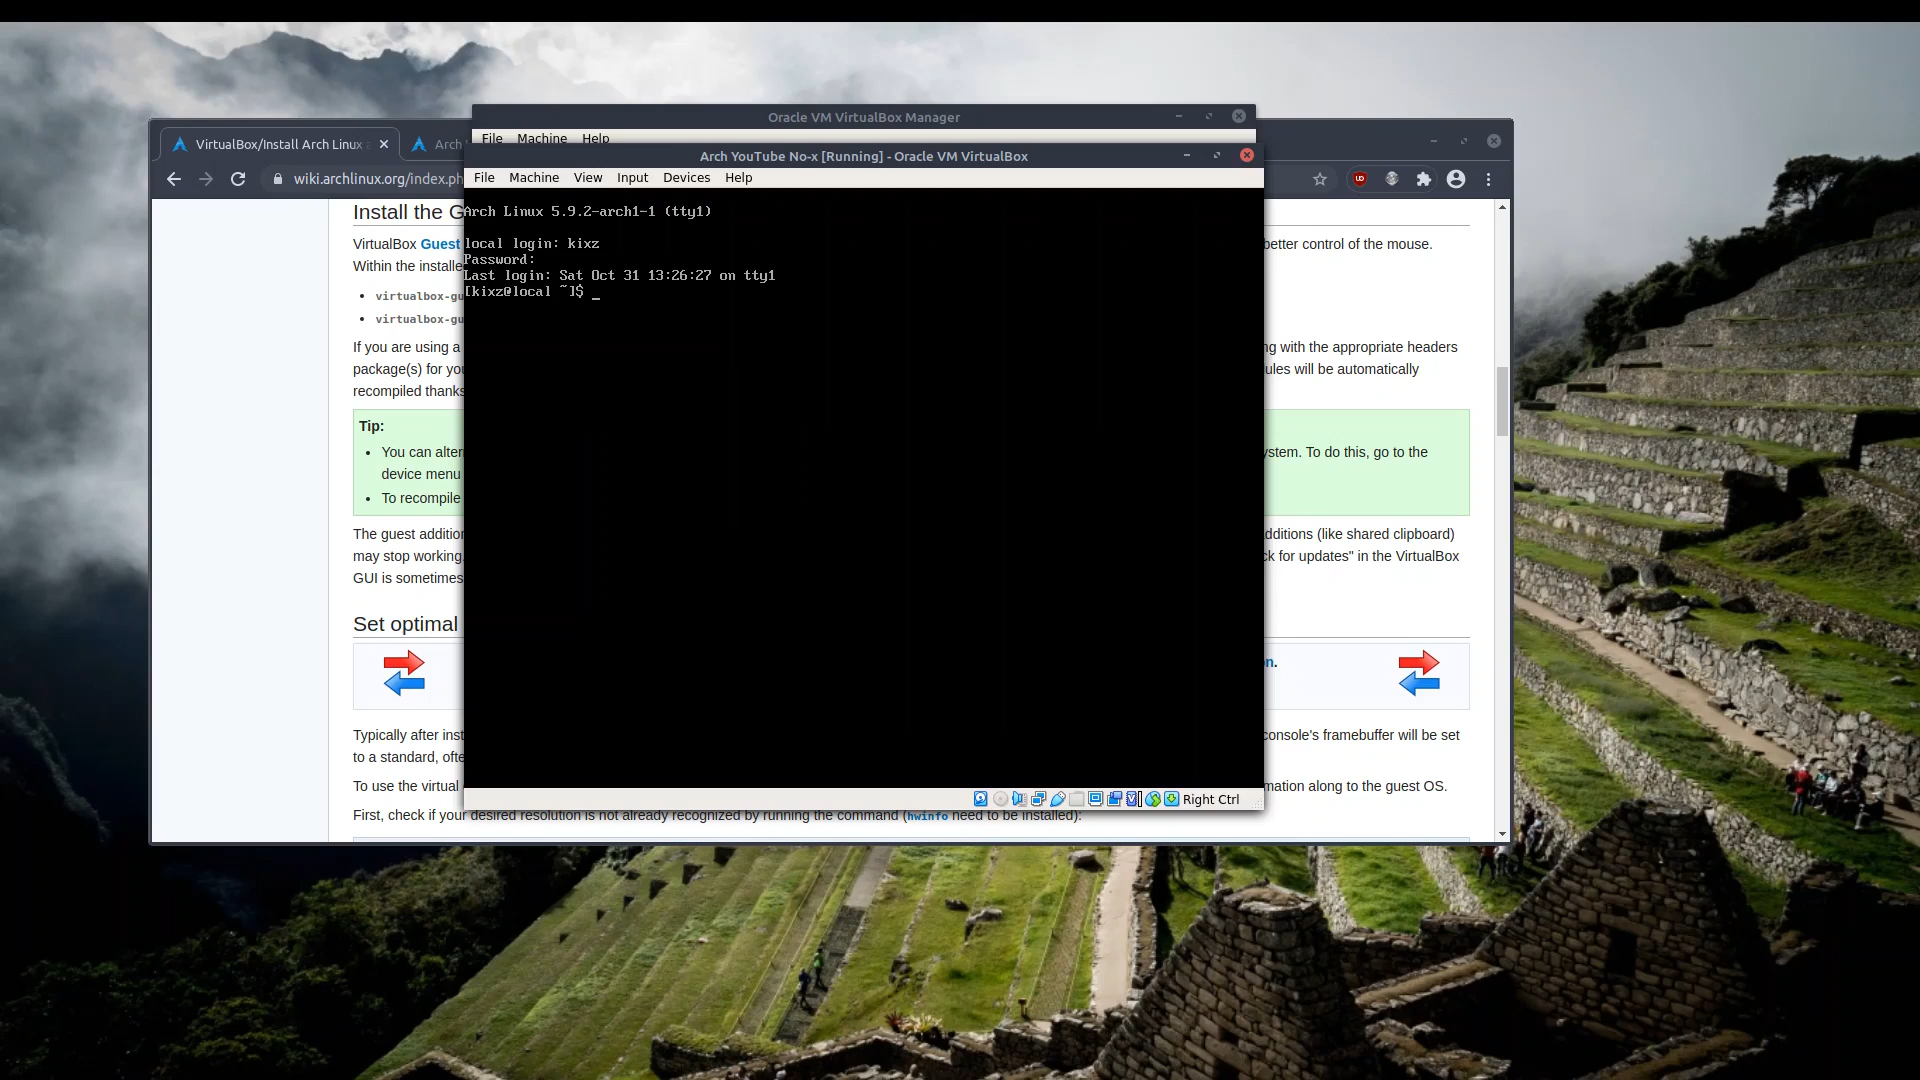 Oracle VM VirtualBox Manager
File Machine Help
VirtualBox/Install Arch Linux
Arch
wiki.archlinux.org/index.ph
Arch YouTube No-x [Running] - Oracle VM VirtualBox
File Machine View Input Devices Help
Arch Linux 5.9.2-arch1-1 (tty1)
local login: kixz
Password:
Last login: Sat Oct 31 13:26:27 on tty1
[kixz@local ~]$ _
Right Ctrl
Install the G
VirtualBox Guest better control of the mouse.
Within the installe
• virtualbox-gu
• virtualbox-gu
If you are using a ng with the appropriate headers
package(s) for you ules will be automatically
recompiled thanks
Tip:
• You can alter ystem. To do this, go to the
device menu
• To recompile
The guest addition dditions (like shared clipboard)
may stop working. ck for updates" in the VirtualBox
GUI is sometimes
Set optimal
n.
Typically after inst console's framebuffer will be set
to a standard, ofte
To use the virtual mation along to the guest OS.
First, check if your desired resolution is not already recognized by running the command (hwinfo need to be installed):